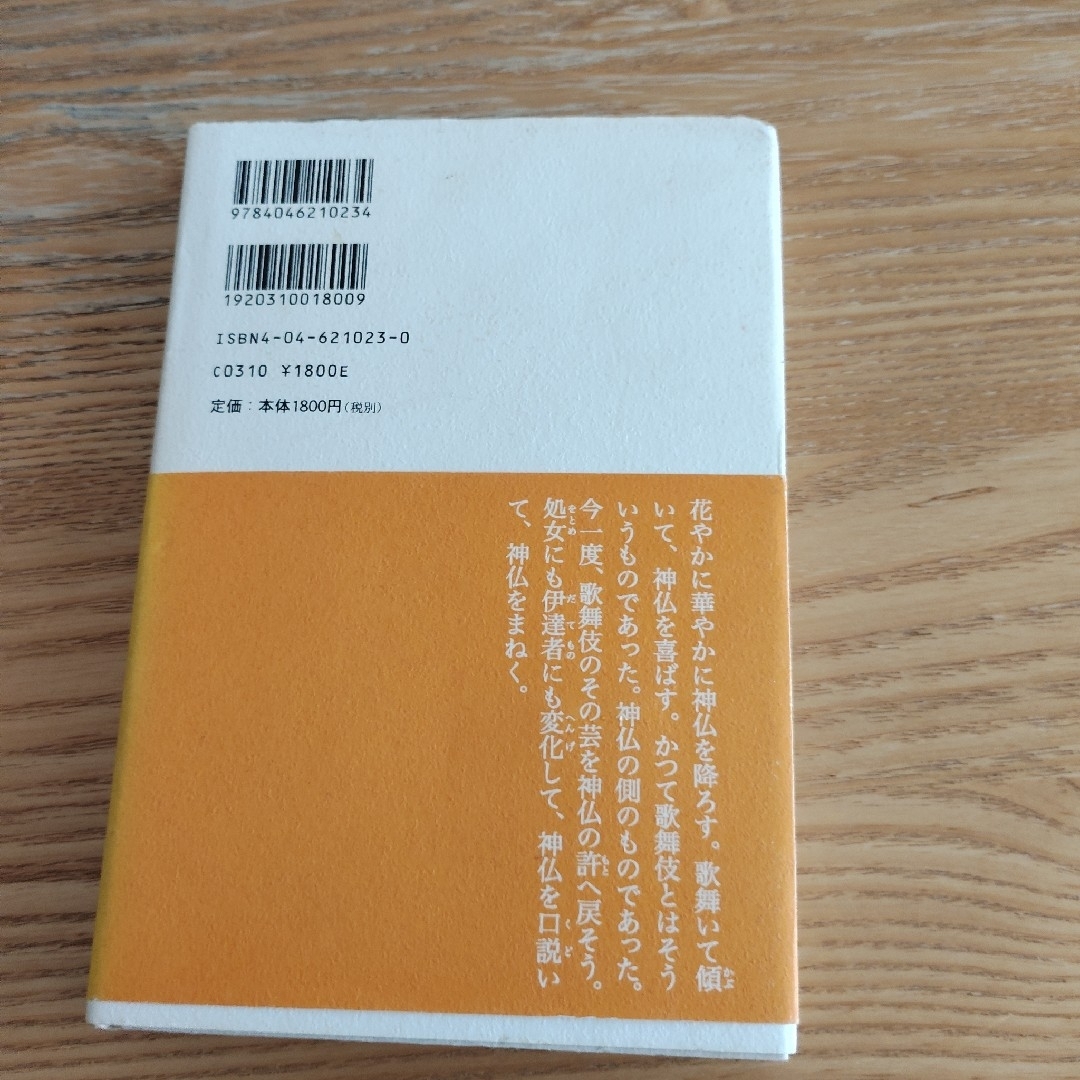 9784046210234
1920310018009
ISBN4-04-621023-0
C0310 ¥1800E
定価：本体1800円（税別）
花やかに華やかに神仏を降ろす。歌舞いて傾
いて、神仏を喜ばす。かつて歌舞伎とはそう
いうものであった。神仏の側のものであった。
今一度、歌舞伎のその芸を神仏の許へ戻そう。
処女にも伊達者にも変化して、神仏を口説い
て、神仏をまねく。